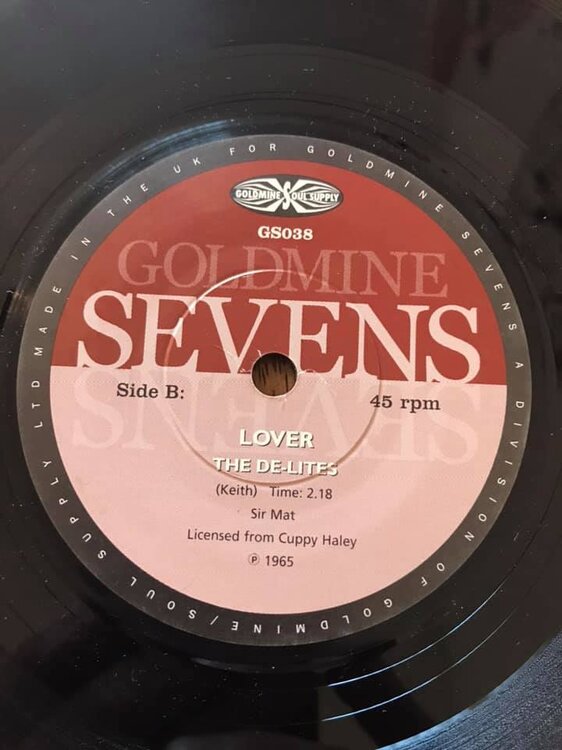 GOLDMINE SOUL SUPPLY
GS038
GOLDMINE
SEVENS
SEVENS
Side B:
45 rpm
LOVER
THE DE-LITES
(Keith) Time: 2.18
Sir Mat
Licensed from Cuppy Haley
℗ 1965
MADE IN THE UK FOR GOLDMINE SEVENS A DIVISION OF GOLDMINE/SOUL SUPPLY LTD